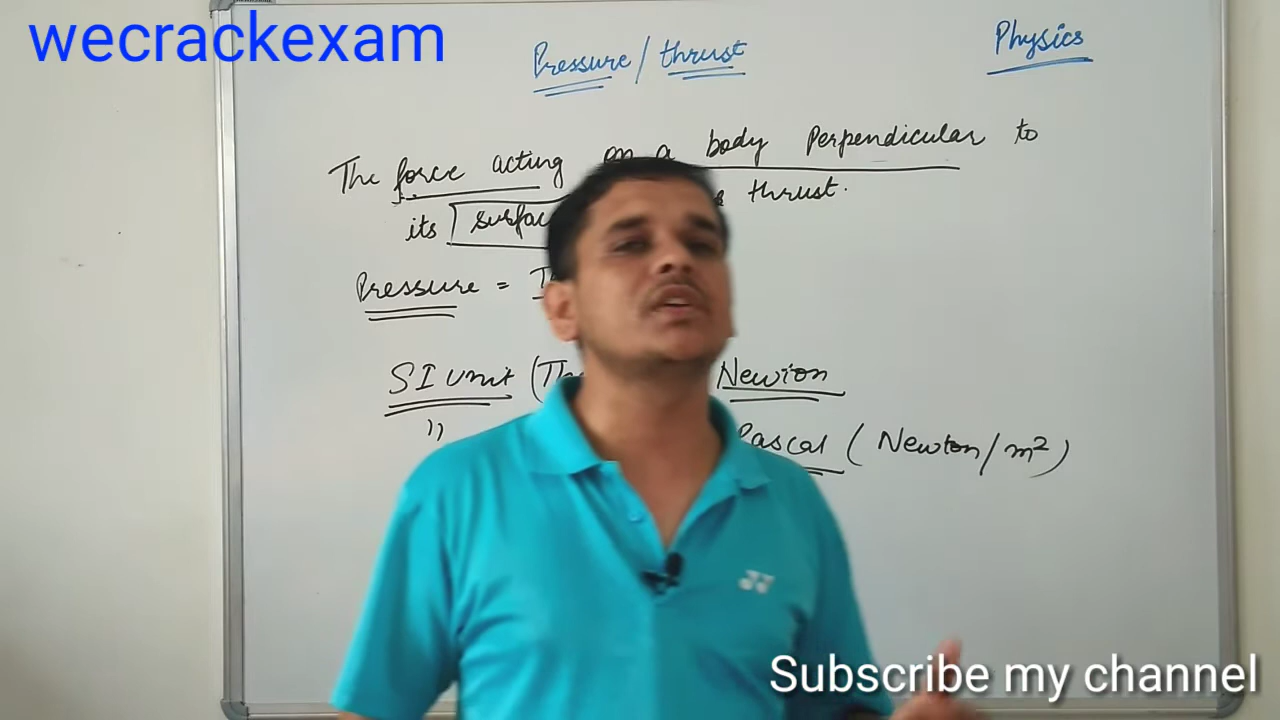 wecrackexam
Pressure / thrust
Physics
The force acting on a body Perpendicular to
its thrust.
Pressure =
SI unit ( Newton
" Pascal ( Newton/m²)
Subscribe my channel